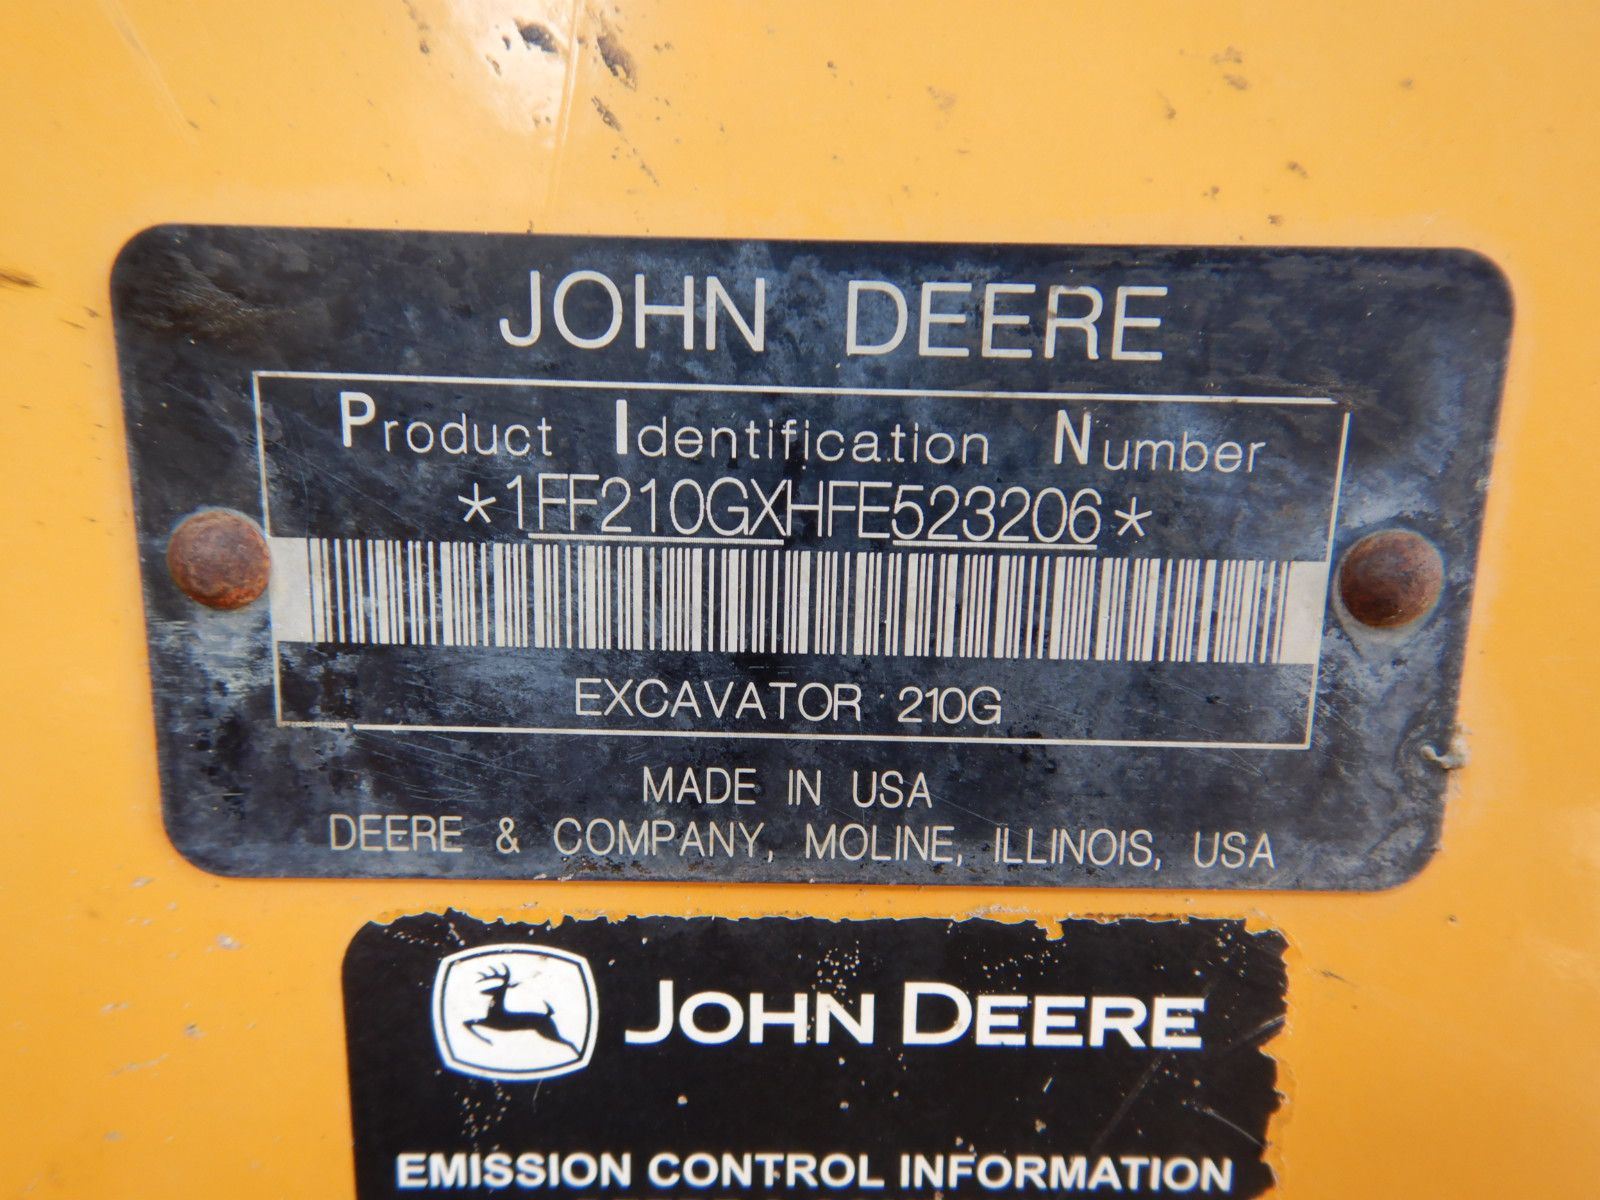 JOHN DEERE
Product Identification Number
*1FF210GXHFE523206*
EXCAVATOR 210G
MADE IN USA
DEERE & COMPANY, MOLINE, ILLINOIS, USA
JOHN DEERE
EMISSION CONTROL INFORMATION